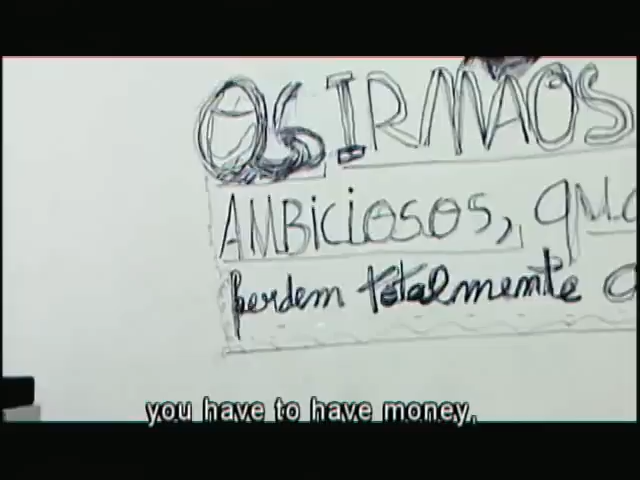 OS IRMÃOS
AMBICIOSOS,
perdem totalmente
you have to have money,